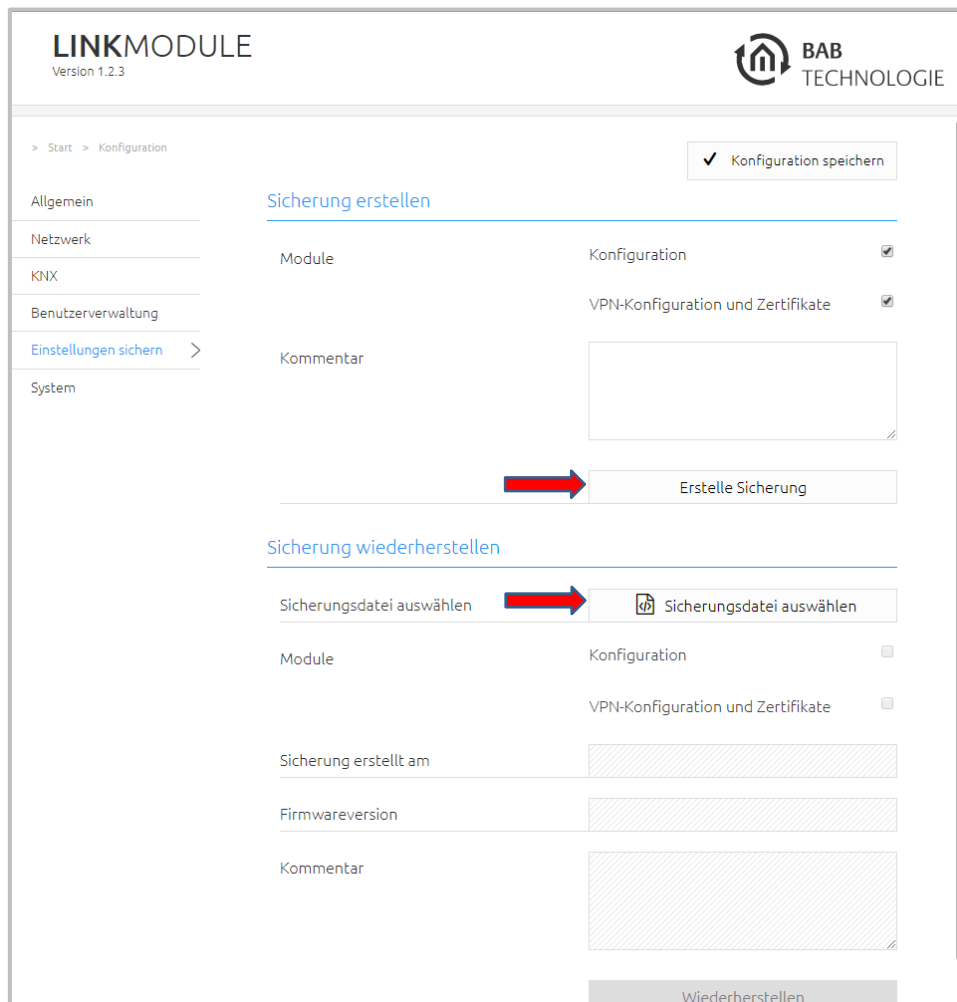 LINKMODULE
Version 1.2.3
BAB
TECHNOLOGIE
> Start > Konfiguration
Konfiguration speichern
Allgemein
Netzwerk
KNX
Benutzerverwaltung
Einstellungen sichern
System
Sicherung erstellen
Module
Konfiguration
VPN-Konfiguration und Zertifikate
Kommentar
Erstelle Sicherung
Sicherung wiederherstellen
Sicherungsdatei auswählen
Sicherungsdatei auswählen
Module
Konfiguration
VPN-Konfiguration und Zertifikate
Sicherung erstellt am
Firmwareversion
Kommentar
Wiederherstellen